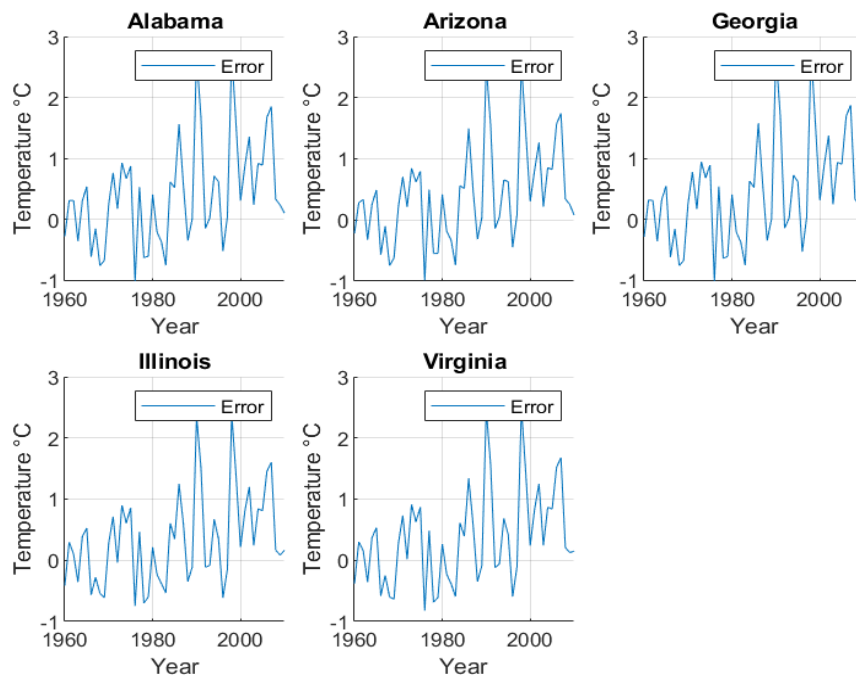 Alabama
3
2
1
0
-1
Temperature °C
Error
1960 1980 2000
Year
Arizona
3
2
1
0
-1
Temperature °C
Error
1960 1980 2000
Year
Georgia
3
2
1
0
-1
Temperature °C
Error
1960 1980 2000
Year
Illinois
3
2
1
0
-1
Temperature °C
Error
1960 1980 2000
Year
Virginia
3
2
1
0
-1
Temperature °C
Error
1960 1980 2000
Year